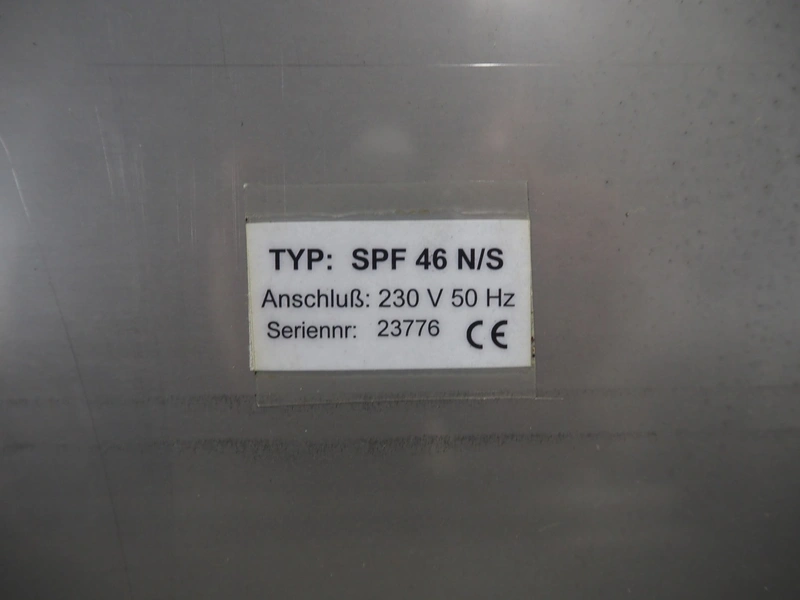 TYP: SPF 46 N/S
Anschluß: 230 V 50 Hz
Seriennr: 23776 CE